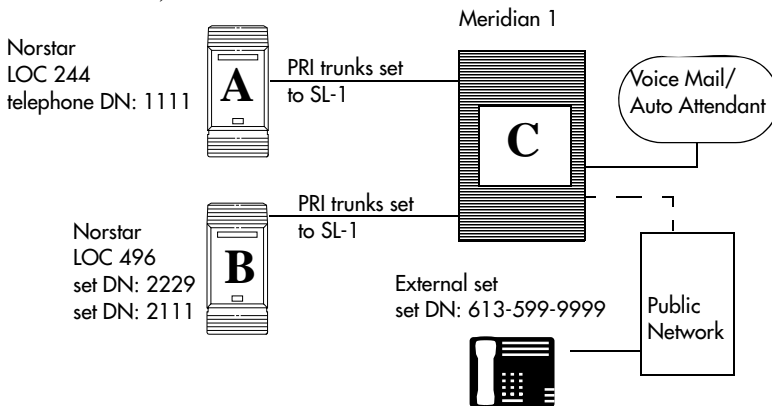 Meridian 1
Norstar
LOC 244
telephone DN: 1111
A
PRI trunks set
to SL-1
C
Voice Mail/
Auto Attendant
Norstar
LOC 496
set DN: 2229
set DN: 2111
B
PRI trunks set
to SL-1
External set
set DN: 613-599-9999
Public
Network